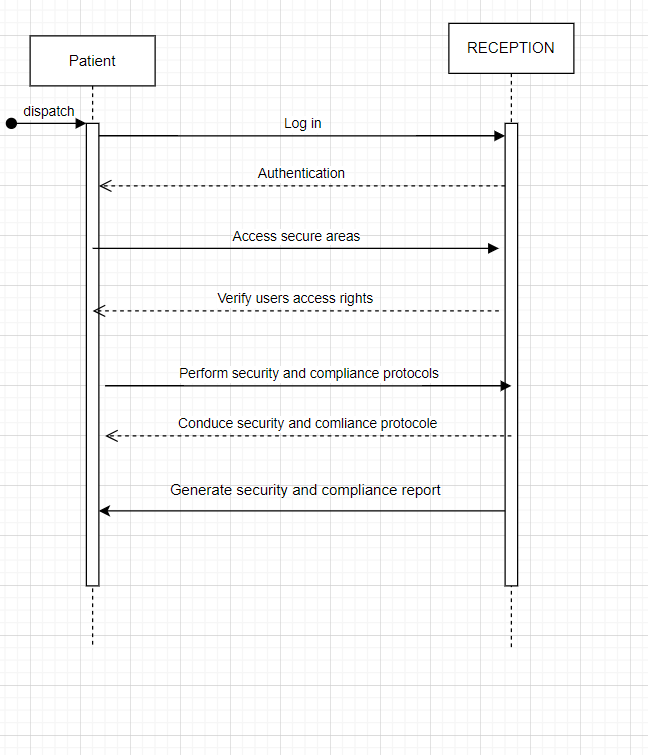 Patient
RECEPTION
dispatch
Log in
Authentication
Access secure areas
Verify users access rights
Perform security and compliance protocols
Conduce security and comliance protocole
Generate security and compliance report